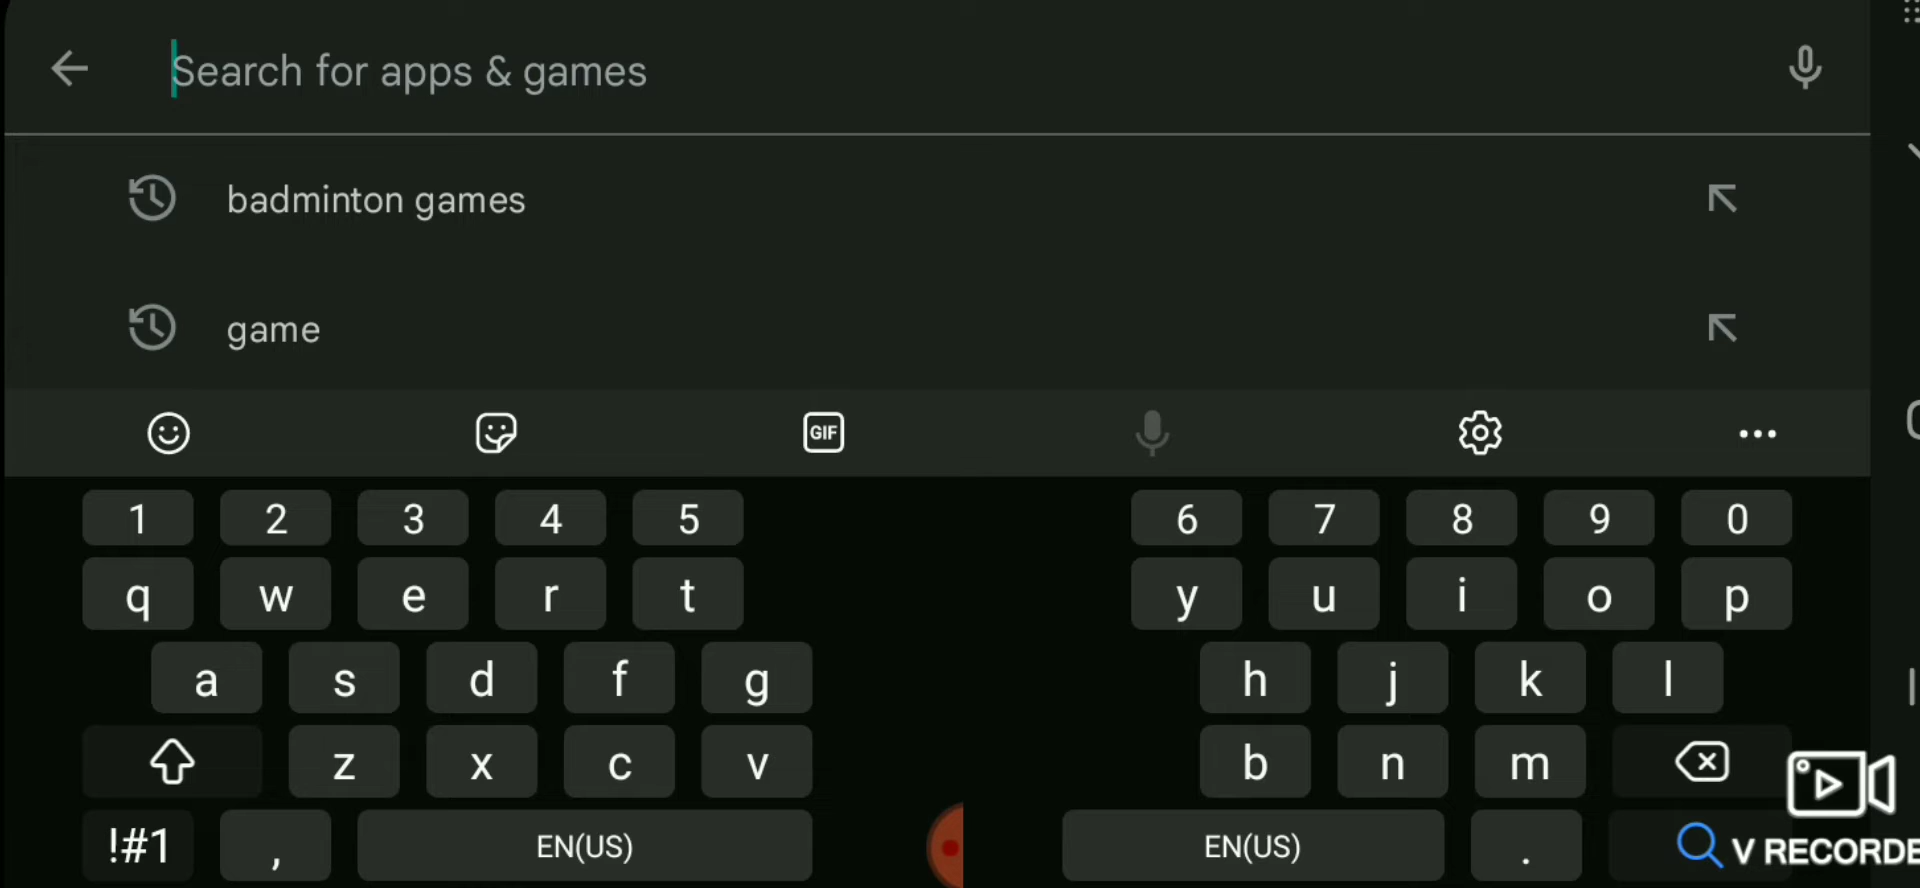 Search for apps & games
badminton games
game
GIF
1 2 3 4 5 6 7 8 9 0
q w e r t y u i o p
a s d f g h j k l
z x c v b n m
!#1 , EN(US) EN(US) .
V RECORDE